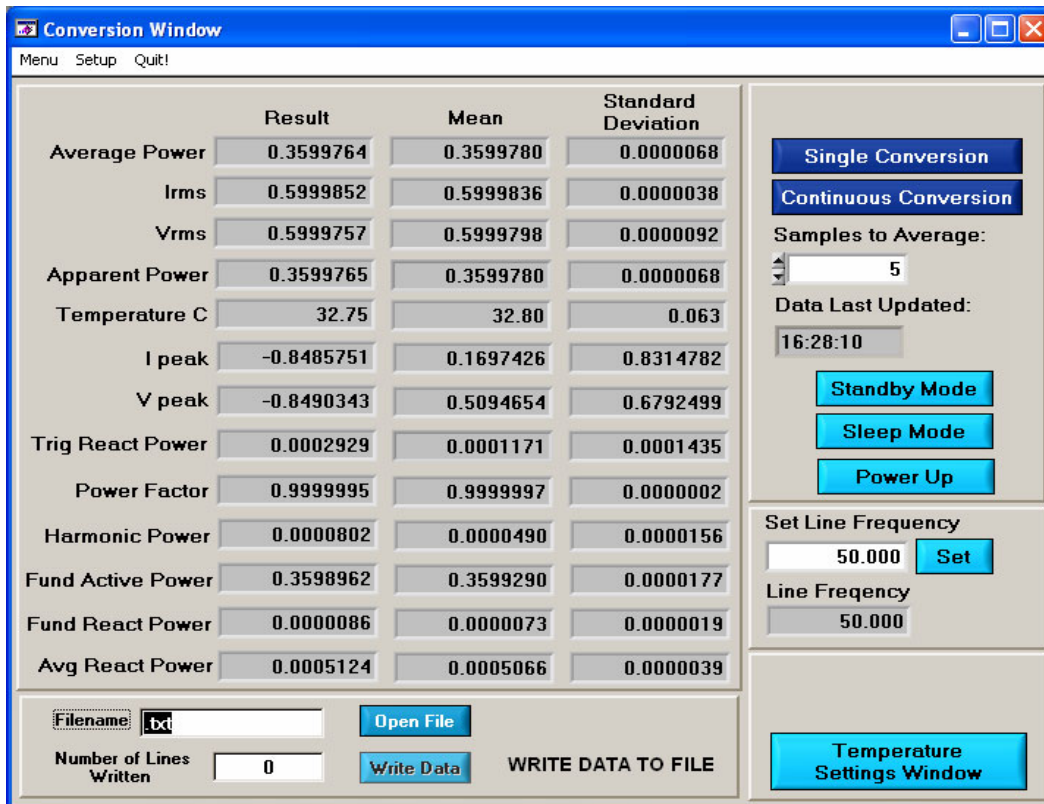 Conversion Window
Menu Setup Quit!
Result Mean Standard Deviation
Average Power 0.3599764 0.3599780 0.0000068
Irms 0.5999852 0.5999836 0.0000038
Vrms 0.5999757 0.5999798 0.0000092
Apparent Power 0.3599765 0.3599780 0.0000068
Temperature C 32.75 32.80 0.063
I peak -0.8485751 0.1697426 0.8314782
V peak -0.8490343 0.5094654 0.6792499
Trig React Power 0.0002929 0.0001171 0.0001435
Power Factor 0.9999995 0.9999997 0.0000002
Harmonic Power 0.0000802 0.0000490 0.0000156
Fund Active Power 0.3598962 0.3599290 0.0000177
Fund React Power 0.0000086 0.0000073 0.0000019
Avg React Power 0.0005124 0.0005066 0.0000039
Single Conversion
Continuous Conversion
Samples to Average:
5
Data Last Updated:
16:28:10
Standby Mode
Sleep Mode
Power Up
Set Line Frequency
50.000 Set
Line Freqency
50.000
Filename .txt Open File
Number of Lines
Written
0 Write Data WRITE DATA TO FILE
Temperature
Settings Window